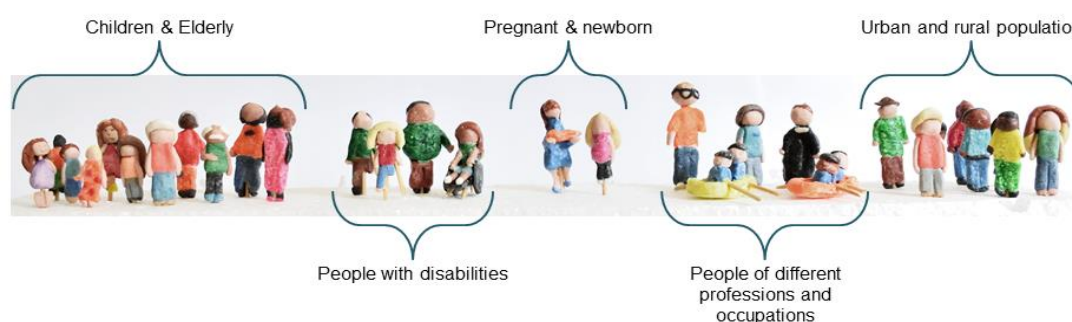 Children & Elderly
Pregnant & newborn
Urban and rural populatio
People with disabilities
People of different
professions and
occupations